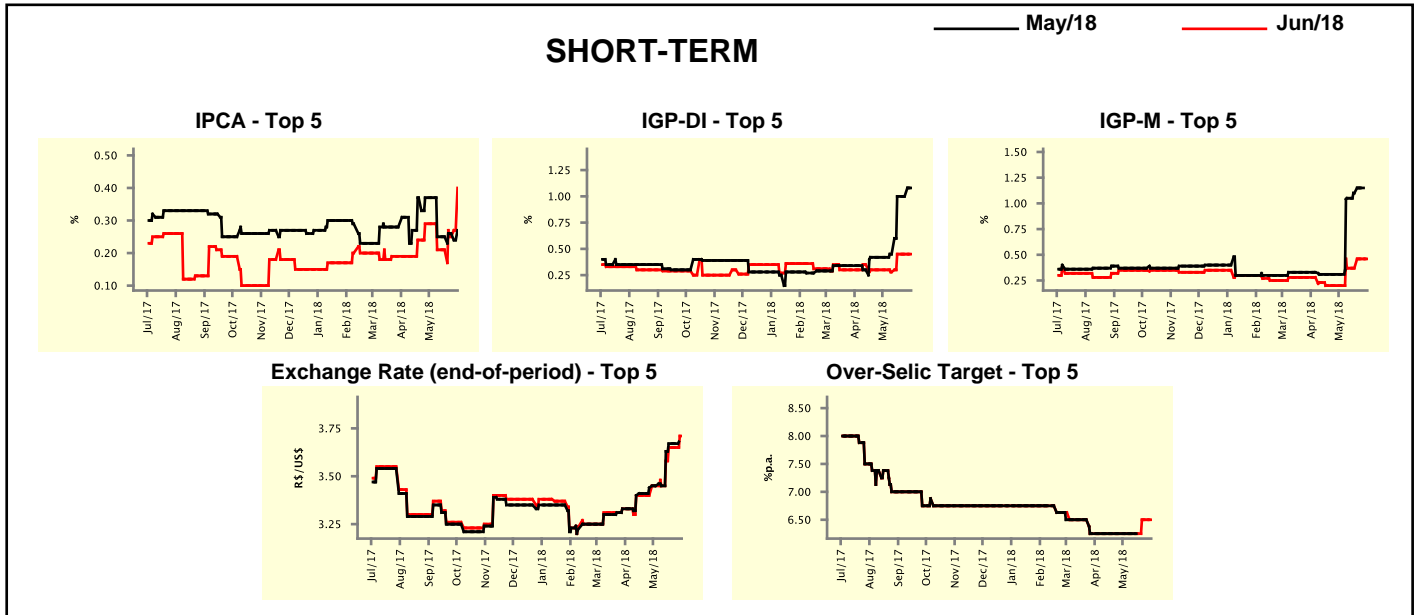 May/18
Jun/18
SHORT-TERM
IPCA - Top 5
0.50
0.40
0.30
0.20
0.10
%
Jul/17
Aug/17
Sep/17
Oct/17
Nov/17
Dec/17
Jan/18
Feb/18
Mar/18
Apr/18
May/18
IGP-DI - Top 5
1.25
1.00
0.75
0.50
0.25
%
Jul/17
Aug/17
Sep/17
Oct/17
Nov/17
Dec/17
Jan/18
Feb/18
Mar/18
Apr/18
May/18
IGP-M - Top 5
1.50
1.25
1.00
0.75
0.50
0.25
%
Jul/17
Aug/17
Sep/17
Oct/17
Nov/17
Dec/17
Jan/18
Feb/18
Mar/18
Apr/18
May/18
Exchange Rate (end-of-period) - Top 5
3.75
3.50
3.25
R$/US$
Jul/17
Aug/17
Sep/17
Oct/17
Nov/17
Dec/17
Jan/18
Feb/18
Mar/18
Apr/18
May/18
Over-Selic Target - Top 5
8.50
8.00
7.50
7.00
6.50
%p.a.
Jul/17
Aug/17
Sep/17
Oct/17
Nov/17
Dec/17
Jan/18
Feb/18
Mar/18
Apr/18
May/18